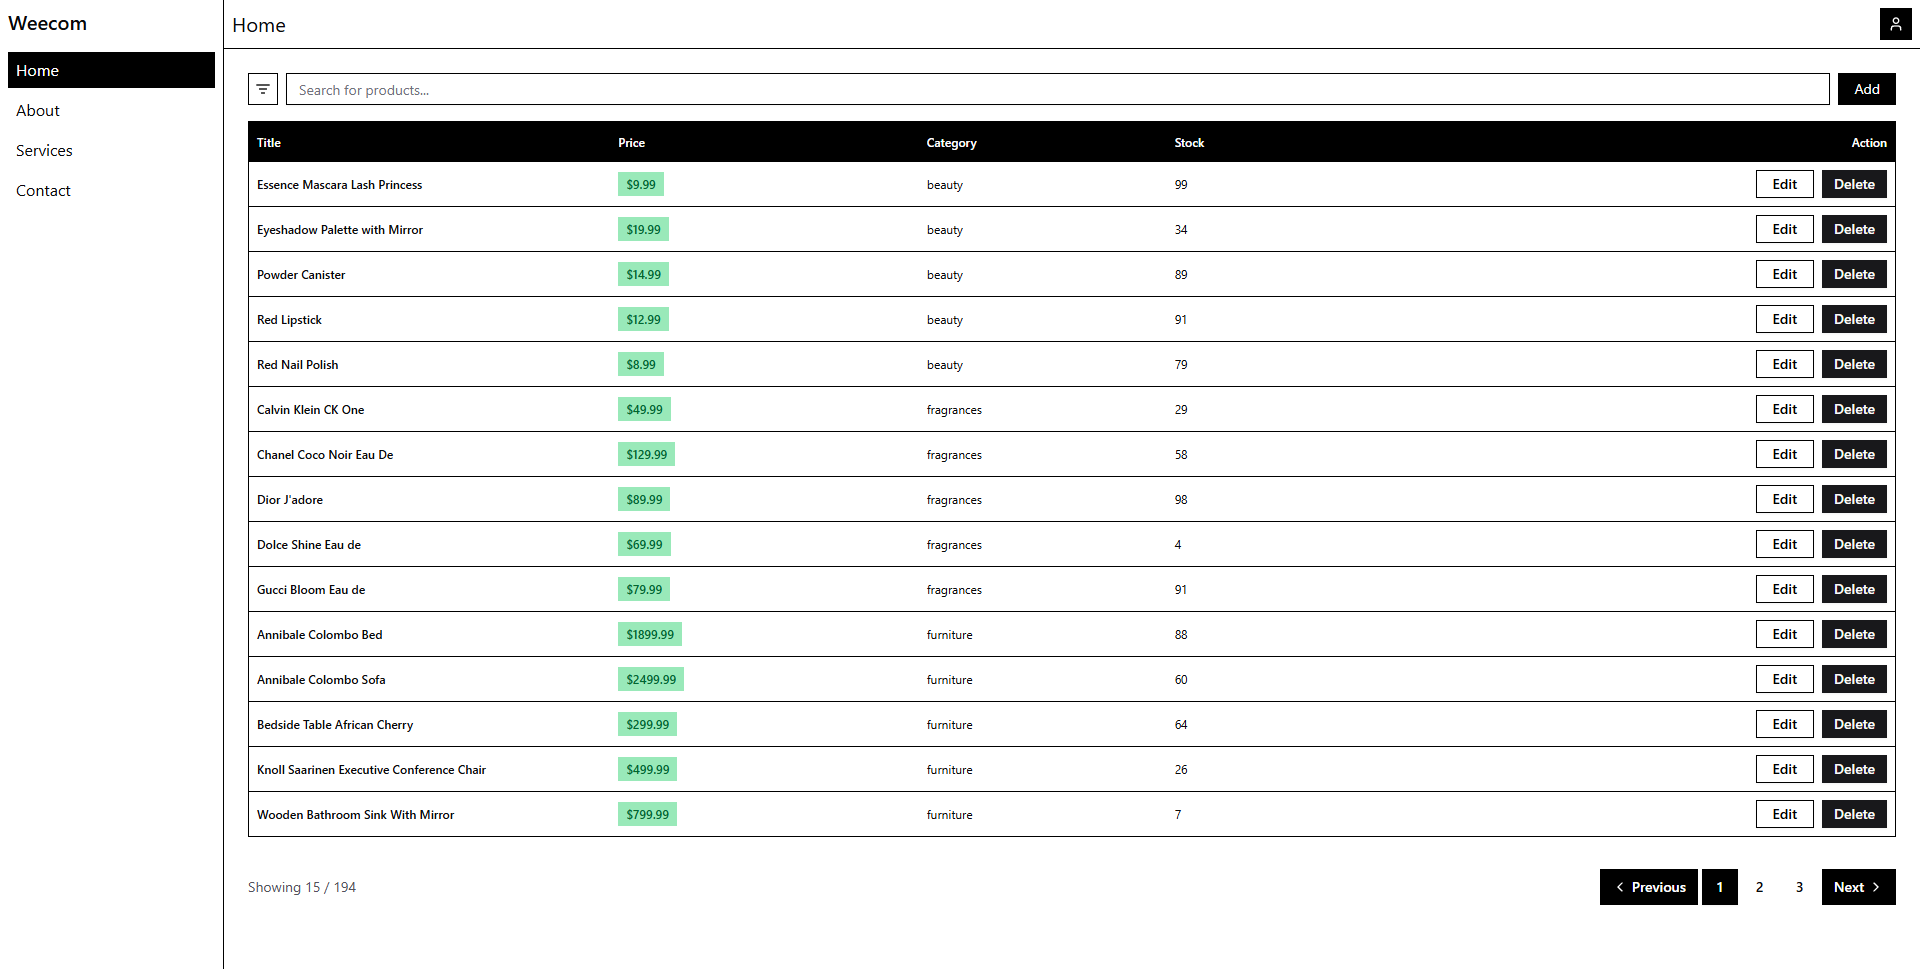 Weecom
Home
About
Services
Contact
Home
Search for products...
Add
Title Price Category Stock Action
Essence Mascara Lash Princess $9.99 beauty 99 Edit Delete
Eyeshadow Palette with Mirror $19.99 beauty 34 Edit Delete
Powder Canister $14.99 beauty 89 Edit Delete
Red Lipstick $12.99 beauty 91 Edit Delete
Red Nail Polish $8.99 beauty 79 Edit Delete
Calvin Klein CK One $49.99 fragrances 29 Edit Delete
Chanel Coco Noir Eau De $129.99 fragrances 58 Edit Delete
Dior J'adore $89.99 fragrances 98 Edit Delete
Dolce Shine Eau de $69.99 fragrances 4 Edit Delete
Gucci Bloom Eau de $79.99 fragrances 91 Edit Delete
Annibale Colombo Bed $1899.99 furniture 88 Edit Delete
Annibale Colombo Sofa $2499.99 furniture 60 Edit Delete
Bedside Table African Cherry $299.99 furniture 64 Edit Delete
Knoll Saarinen Executive Conference Chair $499.99 furniture 26 Edit Delete
Wooden Bathroom Sink With Mirror $799.99 furniture 7 Edit Delete
Showing 15 / 194
Previous 1 2 3 Next